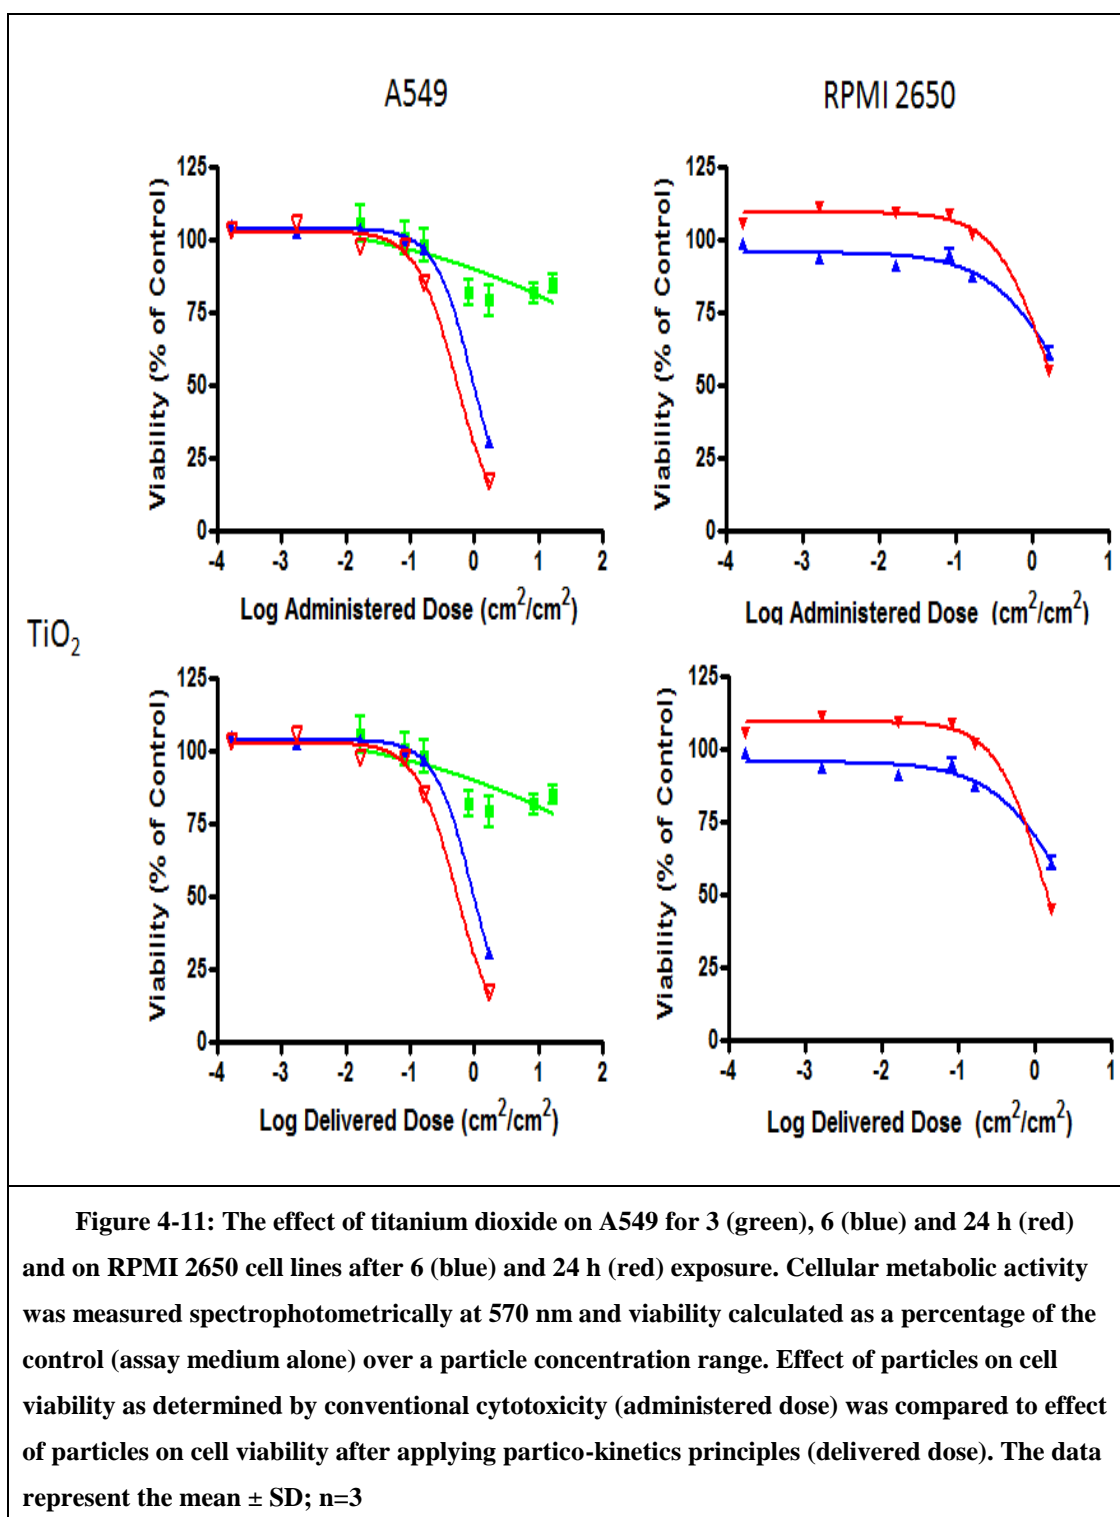 A549
RPMI 2650
125
100
75
50
25
0
Viability (% of Control)
-4 -3 -2 -1 0 1 2
Log Administered Dose (cm²/cm²)
125
100
75
50
25
0
Viability (% of Control)
-4 -3 -2 -1 0 1
Log Administered Dose (cm²/cm²)
TiO₂
125
100
75
50
25
0
Viability (% of Control)
-4 -3 -2 -1 0 1 2
Log Delivered Dose (cm²/cm²)
125
100
75
50
25
0
Viability (% of Control)
-4 -3 -2 -1 0 1
Log Delivered Dose (cm²/cm²)
Figure 4-11: The effect of titanium dioxide on A549 for 3 (green), 6 (blue) and 24 h (red)
and on RPMI 2650 cell lines after 6 (blue) and 24 h (red) exposure. Cellular metabolic activity
was measured spectrophotometrically at 570 nm and viability calculated as a percentage of the
control (assay medium alone) over a particle concentration range. Effect of particles on cell
viability as determined by conventional cytotoxicity (administered dose) was compared to effect
of particles on cell viability after applying partico-kinetics principles (delivered dose). The data
represent the mean ± SD; n=3